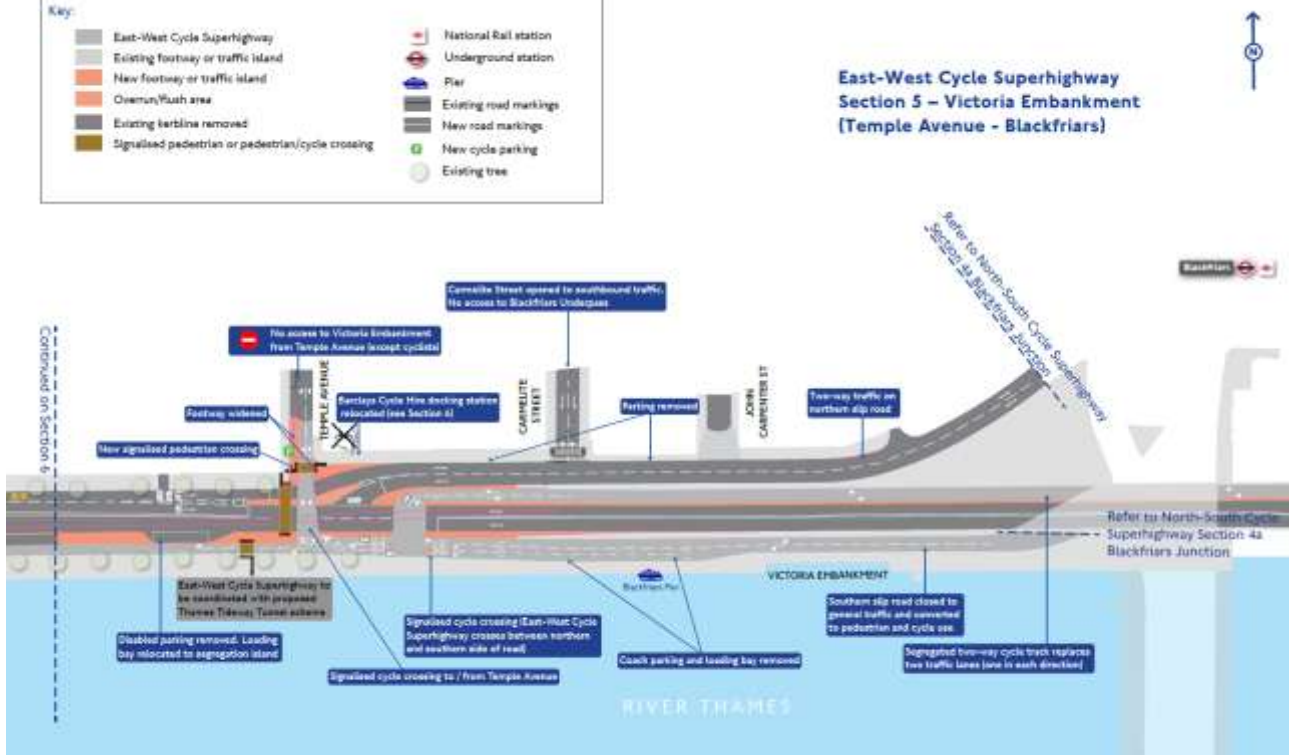 Key:
East-West Cycle Superhighway
Existing footway or traffic island
New footway or traffic island
Overrun/flush area
Existing kerbline removed
Signalised pedestrian or pedestrian/cycle crossing
National Rail station
Underground station
Pier
Existing road markings
New road markings
New cycle parking
Existing tree
N
East-West Cycle Superhighway
Section 5 – Victoria Embankment
(Temple Avenue - Blackfriars)
Refer to North-South Cycle Superhighway
Section 4a Blackfriars Junction
Blackfriars
Continued on Section 6
Carmelite Street opened to southbound traffic.
No access to Blackfriars Underpass
No access to Victoria Embankment
from Temple Avenue (except cyclists)
Footway widened
TEMPLE AVENUE
Barclays Cycle Hire docking station
relocated (see Section 6)
CARMELITE
STREET
Parking removed
JOHN
CARPENTER ST
Two-way traffic on
northern slip road
New signalised pedestrian crossing
Refer to North-South Cycle
Superhighway Section 4a
Blackfriars Junction
East-West Cycle Superhighway to
be coordinated with proposed
Thames Tideway Tunnel scheme
Blackfriars Pier
VICTORIA EMBANKMENT
Disabled parking removed. Loading
bay relocated to segregation island
Signalised cycle crossing (East-West Cycle
Superhighway crosses between northern
and southern side of road)
Signalised cycle crossing to / from Temple Avenue
Coach parking and loading bay removed
Southern slip road closed to
general traffic and converted
to pedestrian and cycle use
Segregated two-way cycle track replaces
two traffic lanes (one in each direction)
RIVER THAMES